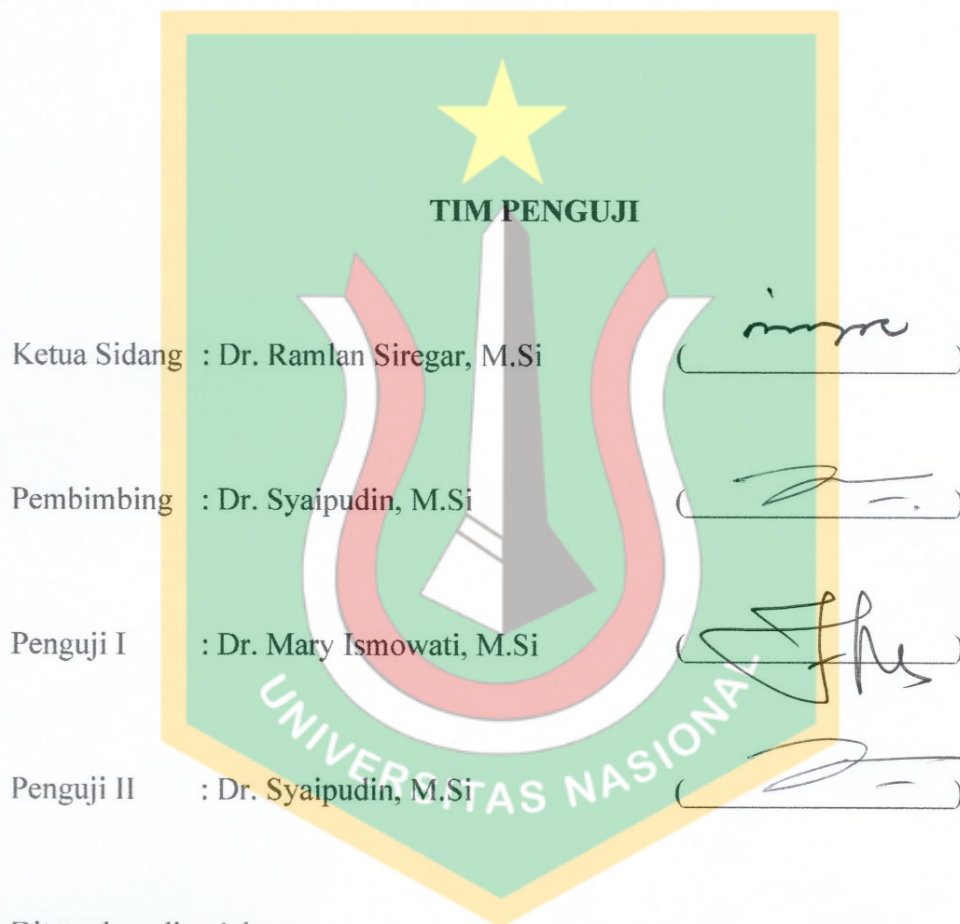 TIM PENGUJI
Ketua Sidang : Dr. Ramlan Siregar, M.Si ( )
Pembimbing : Dr. Syaipudin, M.Si ( )
Penguji I : Dr. Mary Ismowati, M.Si ( )
Penguji II : Dr. Syaipudin, M.Si ( )
UNIVERSITAS NASIONAL